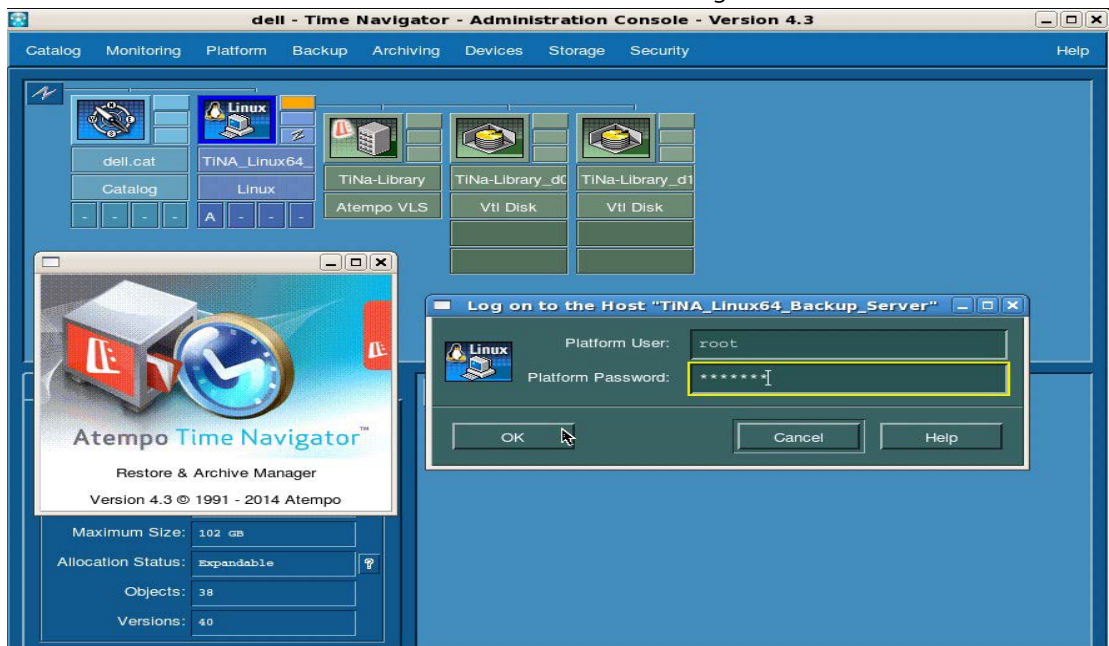 dell - Time Navigator - Administration Console - Version 4.3
Catalog Monitoring Platform Backup Archiving Devices Storage Security Help
Linux
dell.cat TiNA_Linux64_ TiNa-Library TiNa-Library_d0 TiNa-Library_d1
Catalog Linux Atempo VLS Vtl Disk Vtl Disk
- - - - A - - -
Atempo Time Navigator™
Restore & Archive Manager
Version 4.3 © 1991 - 2014 Atempo
Log on to the Host "TiNA_Linux64_Backup_Server"
Linux
Platform User: root
Platform Password: *******
OK Cancel Help
Maximum Size: 102 GB
Allocation Status: Expandable ?
Objects: 38
Versions: 40